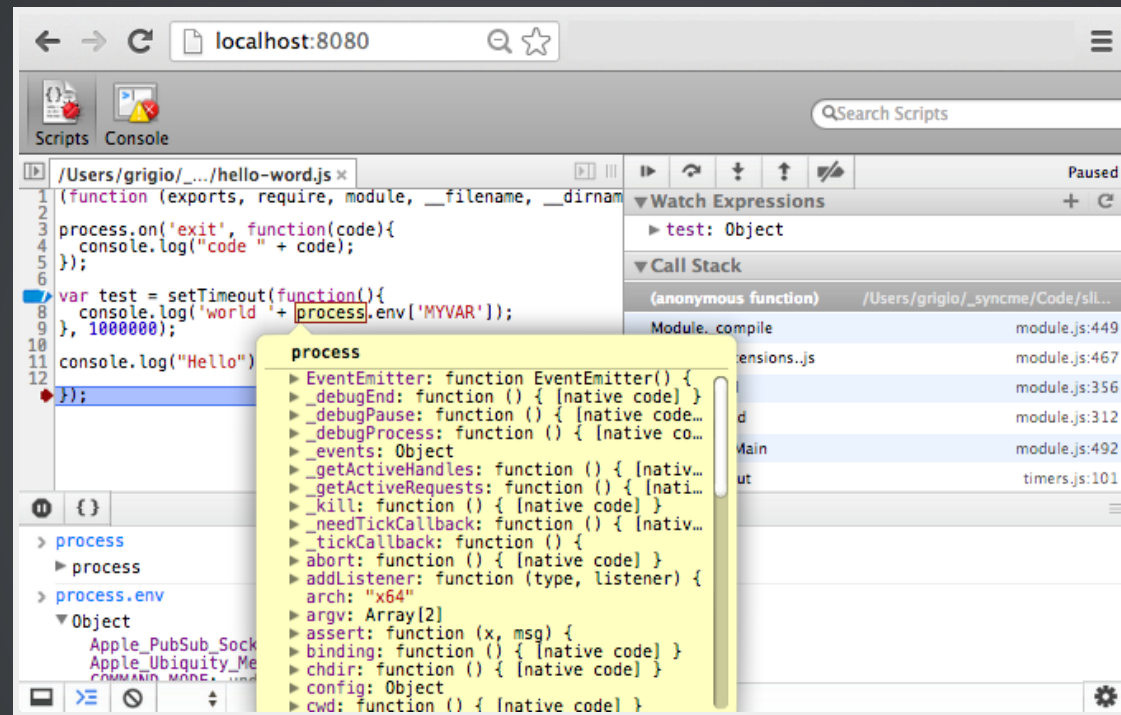 localhost:8080
Scripts Console
Search Scripts
/Users/grigio/_.../hello-word.js ×
Paused
1 (function (exports, require, module, __filename, __dirnam
2
3 process.on('exit', function(code){
4 console.log("code " + code);
5 });
6
var test = setTimeout(function(){
8 console.log('world '+ process.env['MYVAR']);
9 }, 1000000);
10
11 console.log("Hello")
12
});
Watch Expressions
test: Object
Call Stack
(anonymous function) /Users/grigio/_syncme/Code/sli...
Module._compile module.js:449
tensions..js module.js:467
module.js:356
d module.js:312
Main module.js:492
ut timers.js:101
process
EventEmitter: function EventEmitter() {
_debugEnd: function () { [native code] }
_debugPause: function () { [native code...
_debugProcess: function () { [native co...
_events: Object
_getActiveHandles: function () { [nativ...
_getActiveRequests: function () { [nati...
_kill: function () { [native code] }
_needTickCallback: function () { [nativ...
_tickCallback: function () {
abort: function () { [native code] }
addListener: function (type, listener) {
arch: "x64"
argv: Array[2]
assert: function (x, msg) {
binding: function () { [native code] }
chdir: function () { [native code] }
config: Object
cwd: function () { [native code] }
{}
> process
process
> process.env
Object
Apple_PubSub_Sock
Apple_Ubiquity_Me
COMMAND_MODE: